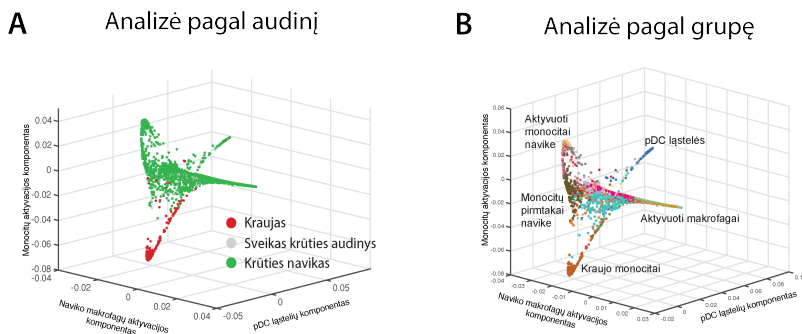 A
Analizė pagal audinį
Monocitų aktyvacijos komponentas
0.04
0.02
0
-0.02
-0.04
-0.06
-0.08
-0.04
-0.02
0
0.02
0.04
-0.05
0
0.05
Naviko makrofagų aktyvacijos
komponentas
pDC ląstelių komponentas
Kraujas
Sveikas krūties audinys
Krūties navikas
B
Analizė pagal grupę
Monocitų aktyvacijos komponentas
0.06
0.04
0.02
0
-0.02
-0.04
-0.06
-0.08
-0.02
-0.01
-0.01
0
0.01
0.02
0.03
-0.02
0
0.02
0.04
0.06
0.08
0.1
Naviko makrofagų aktyvacijos
komponentas
pDC ląstelių komponentas
Aktyvuoti
monocitai
navike
pDC ląstelės
Monocitų
pirmtakai
navike
Aktyvuoti makrofagai
Kraujo monocitai